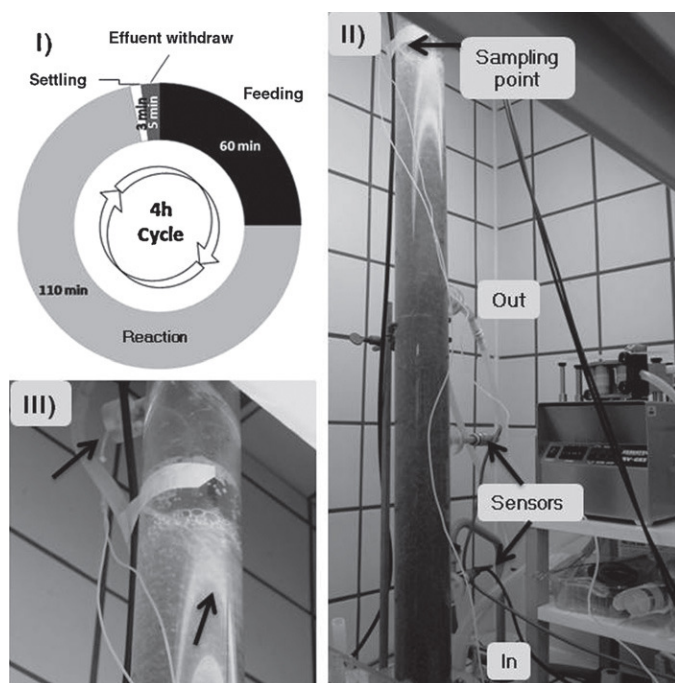 I)
Effuent withdraw
Settling
Feeding
3 min
5 min
60 min
4h
Cycle
110 min
Reaction
II)
Sampling
point
Out
Sensors
In
III)